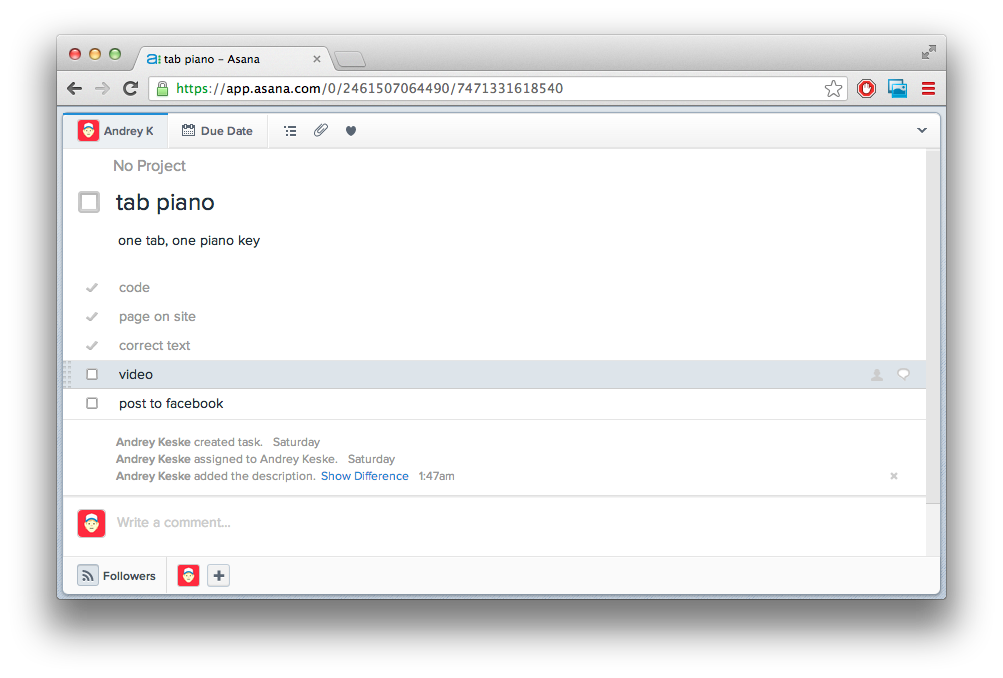 tab piano – Asana
https://app.asana.com/0/2461507064490/7471331618540
Andrey K Due Date
No Project
tab piano
one tab, one piano key
code
page on site
correct text
video
post to facebook
Andrey Keske created task. Saturday
Andrey Keske assigned to Andrey Keske. Saturday
Andrey Keske added the description. Show Difference 1:47am
Write a comment...
Followers